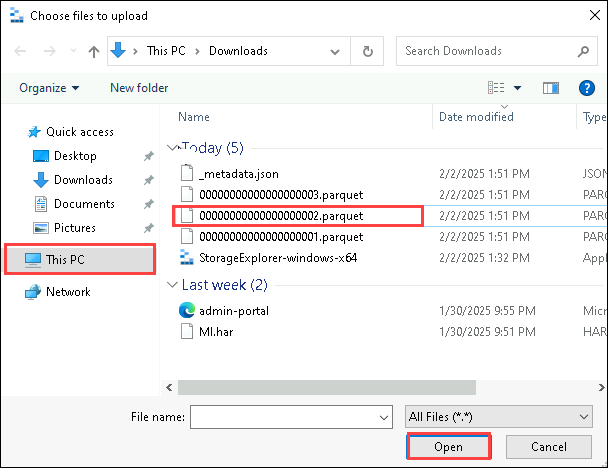 Choose files to upload
This PC > Downloads
Search Downloads
Organize
New folder
Name
Date modified
Type
Quick access
Desktop
Downloads
Documents
Pictures
This PC
Network
Today (5)
_metadata.json 2/2/2025 1:51 PM JSO
00000000000000000003.parquet 2/2/2025 1:51 PM PARQ
00000000000000000002.parquet 2/2/2025 1:51 PM PARQ
00000000000000000001.parquet 2/2/2025 1:51 PM PARQ
StorageExplorer-windows-x64 2/2/2025 1:32 PM Appl
Last week (2)
admin-portal 1/30/2025 9:55 PM Micr
MI.har 1/30/2025 9:51 PM HAR
File name:
All Files (*.*)
Open
Cancel